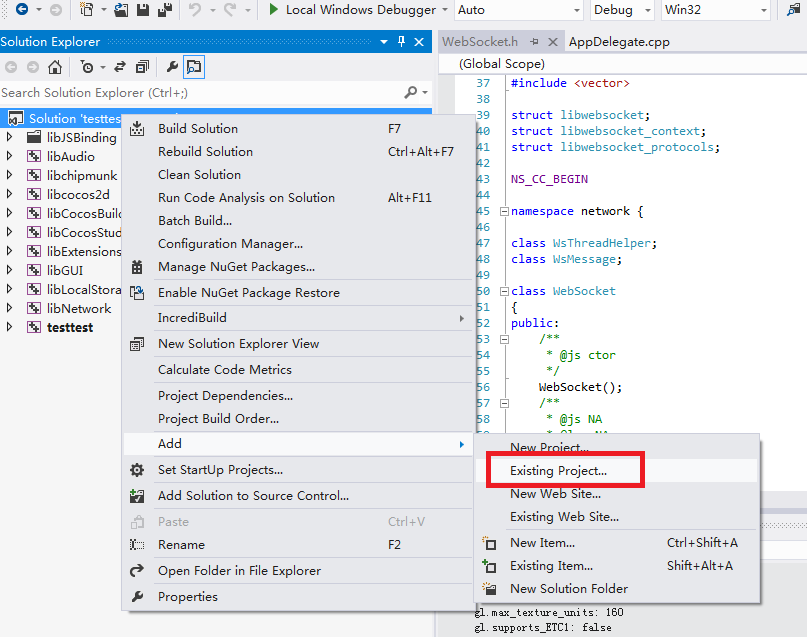 Local Windows Debugger Auto Debug Win32
Solution Explorer
Search Solution Explorer (Ctrl+;)
Solution 'testtes
libJSBinding
libAudio
libchipmunk
libcocos2d
libCocosBuil
libCocosStud
libExtensions
libGUI
libLocalStora
libNetwork
testtest
Build Solution F7
Rebuild Solution Ctrl+Alt+F7
Clean Solution
Run Code Analysis on Solution Alt+F11
Batch Build...
Configuration Manager...
Manage NuGet Packages...
Enable NuGet Package Restore
IncrediBuild
New Solution Explorer View
Calculate Code Metrics
Project Dependencies...
Project Build Order...
Add
Set StartUp Projects...
Add Solution to Source Control...
Paste Ctrl+V
Rename F2
Open Folder in File Explorer
Properties
WebSocket.h AppDelegate.cpp
(Global Scope)
37 #include <vector>
38
39 struct libwebsocket;
40 struct libwebsocket_context;
41 struct libwebsocket_protocols;
42
43 NS_CC_BEGIN
44
45 namespace network {
46
47 class WsThreadHelper;
48 class WsMessage;
49
50 class WebSocket
51 {
52 public:
53 /**
54 * @js ctor
55 */
56 WebSocket();
57 /**
58 * @js NA
New Project...
Existing Project...
New Web Site...
Existing Web Site...
New Item... Ctrl+Shift+A
Existing Item... Shift+Alt+A
New Solution Folder
gl.max_texture_units: 160
gl.supports_ETC1: false